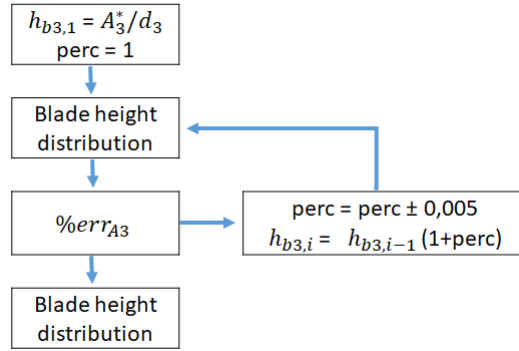 h_{b3,1} = A_3^*/d_3
perc = 1
Blade height
distribution
%err_{A3}
perc = perc ± 0,005
h_{b3,i} = h_{b3,i−1} (1+perc)
Blade height
distribution